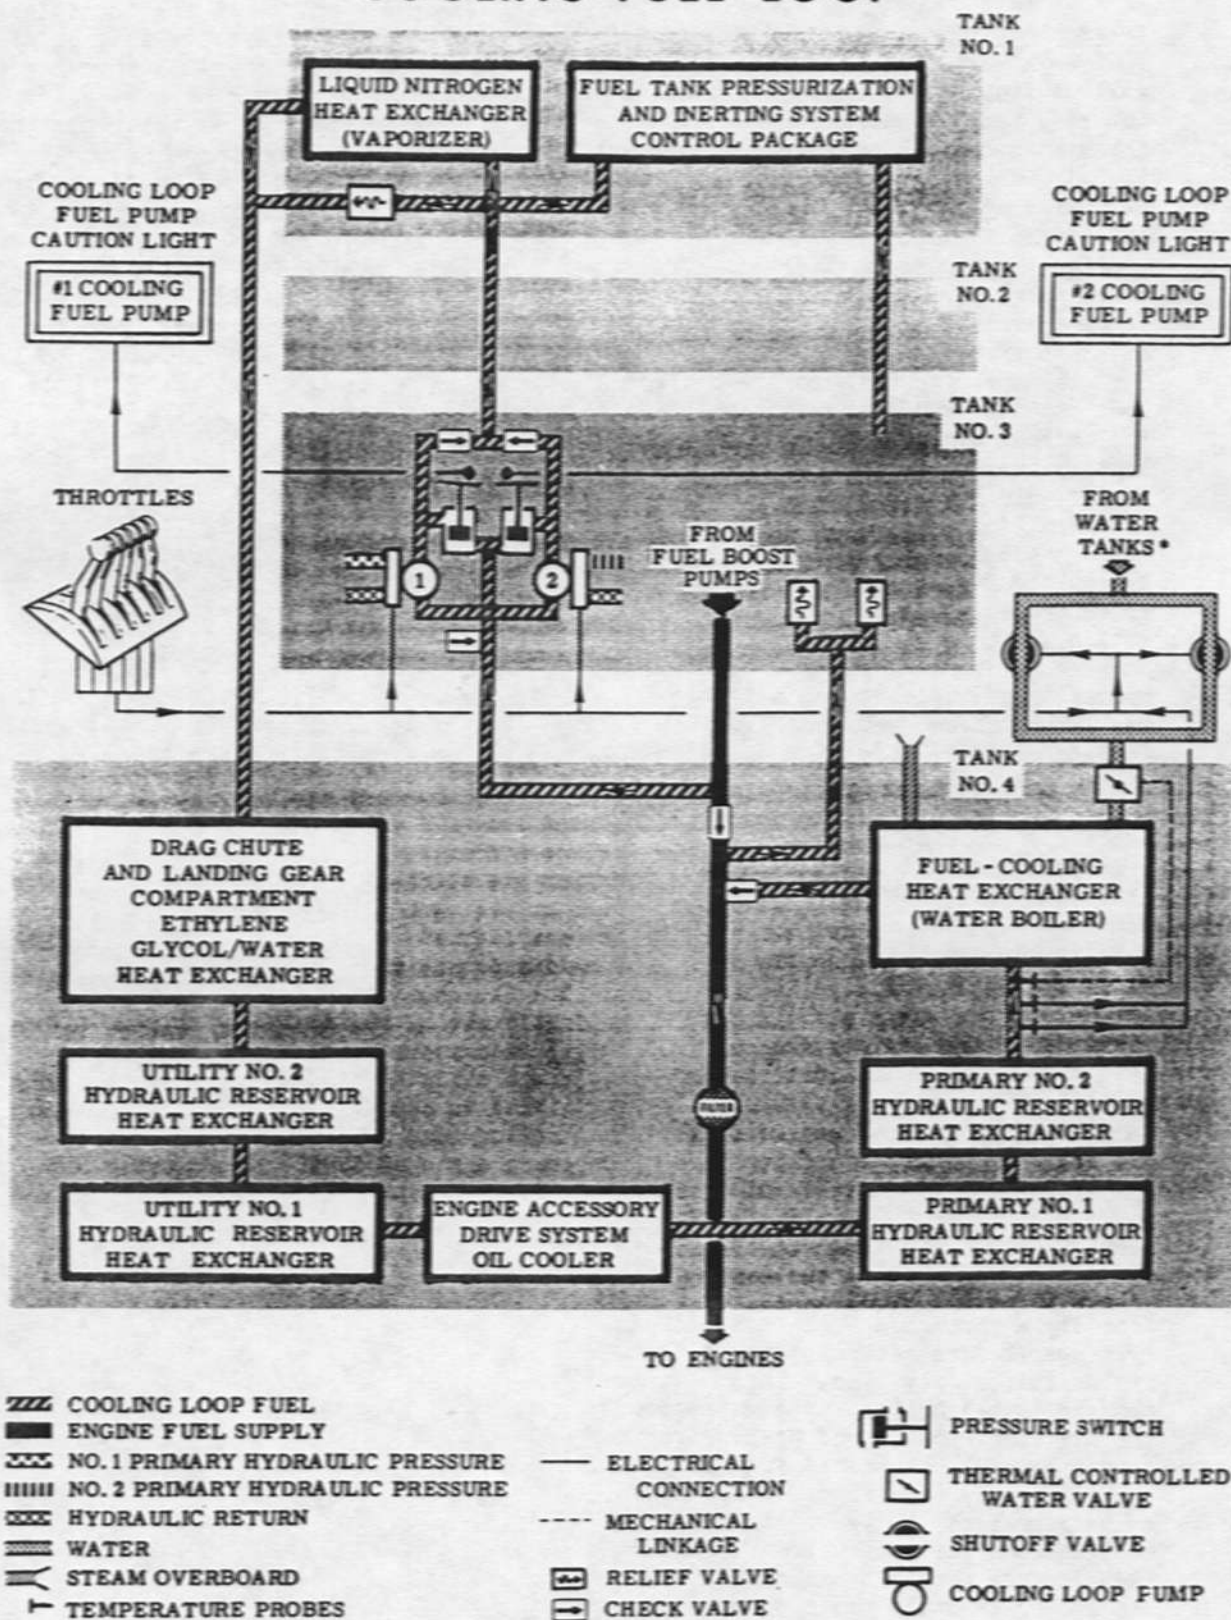 COOLING FUEL LOOP
TANK
NO. 1
LIQUID NITROGEN
HEAT EXCHANGER
(VAPORIZER)
FUEL TANK PRESSURIZATION
AND INERTING SYSTEM
CONTROL PACKAGE
COOLING LOOP
FUEL PUMP
CAUTION LIGHT
#1 COOLING
FUEL PUMP
COOLING LOOP
FUEL PUMP
CAUTION LIGHT
#2 COOLING
FUEL PUMP
TANK
NO. 2
TANK
NO. 3
THROTTLES
1
2
FROM
FUEL BOOST
PUMPS
FROM
WATER
TANKS*
TANK
NO. 4
DRAG CHUTE
AND LANDING GEAR
COMPARTMENT
ETHYLENE
GLYCOL/WATER
HEAT EXCHANGER
FUEL-COOLING
HEAT EXCHANGER
(WATER BOILER)
UTILITY NO. 2
HYDRAULIC RESERVOIR
HEAT EXCHANGER
FILTER
PRIMARY NO. 2
HYDRAULIC RESERVOIR
HEAT EXCHANGER
UTILITY NO. 1
HYDRAULIC RESERVOIR
HEAT EXCHANGER
ENGINE ACCESSORY
DRIVE SYSTEM
OIL COOLER
PRIMARY NO. 1
HYDRAULIC RESERVOIR
HEAT EXCHANGER
TO ENGINES
COOLING LOOP FUEL
ENGINE FUEL SUPPLY
NO. 1 PRIMARY HYDRAULIC PRESSURE
NO. 2 PRIMARY HYDRAULIC PRESSURE
HYDRAULIC RETURN
WATER
STEAM OVERBOARD
TEMPERATURE PROBES
ELECTRICAL
CONNECTION
MECHANICAL
LINKAGE
RELIEF VALVE
CHECK VALVE
PRESSURE SWITCH
THERMAL CONTROLLED
WATER VALVE
SHUTOFF VALVE
COOLING LOOP PUMP